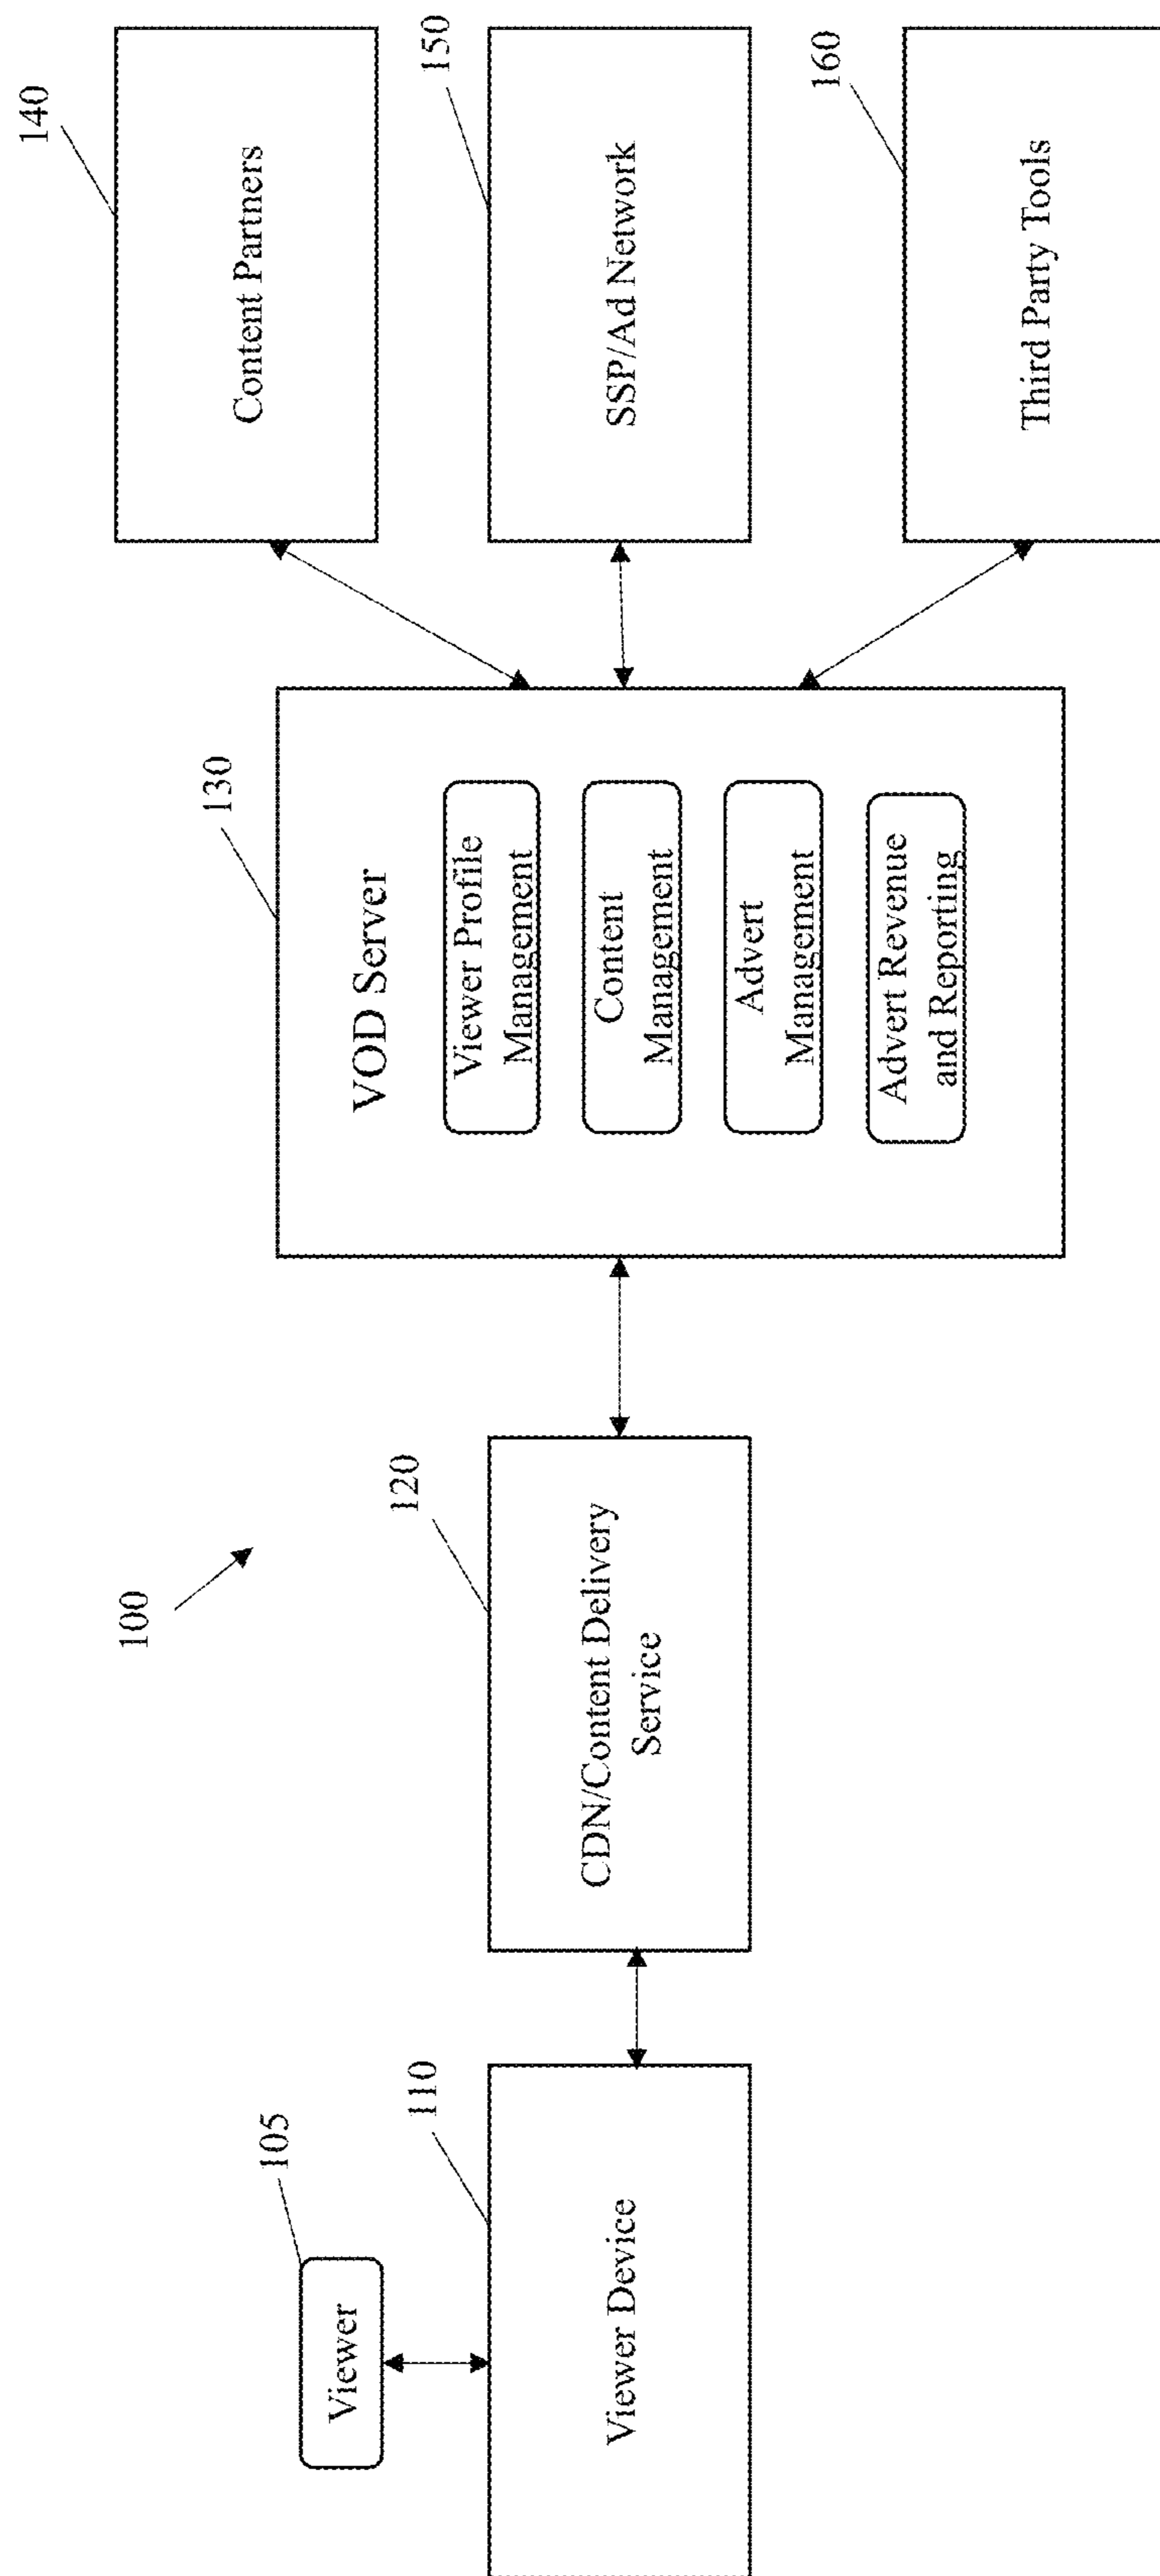 100
105
Viewer
110
Viewer Device
120
CDN/Content Delivery
Service
130
VOD Server
Viewer Profile
Management
Content
Management
Advert
Management
Advert Revenue
and Reporting
140
Content Partners
150
SSP/Ad Network
160
Third Party Tools